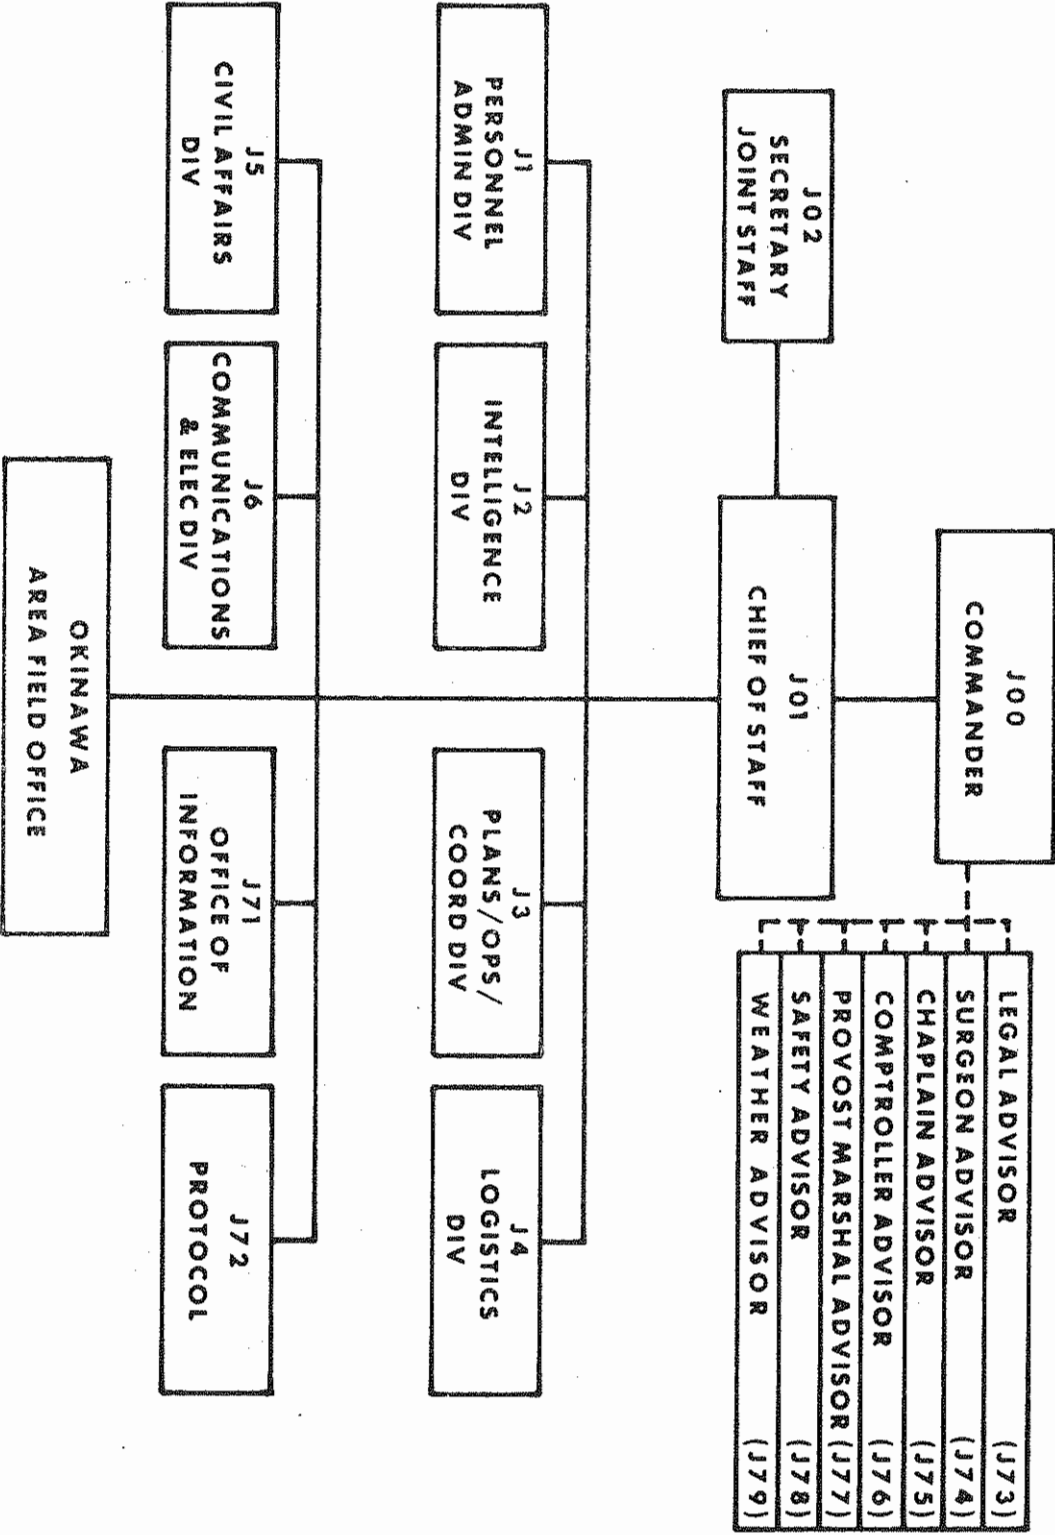 J00
COMMANDER
LEGAL ADVISOR (J73)
SURGEON ADVISOR (J74)
CHAPLAIN ADVISOR (J75)
COMPTROLLER ADVISOR (J76)
PROVOST MARSHAL ADVISOR (J77)
SAFETY ADVISOR (J78)
WEATHER ADVISOR (J79)
J02
SECRETARY
JOINT STAFF
J01
CHIEF OF STAFF
J1
PERSONNEL
ADMIN DIV
J2
INTELLIGENCE
DIV
J3
PLANS/OPS/
COORD DIV
J4
LOGISTICS
DIV
J5
CIVIL AFFAIRS
DIV
J6
COMMUNICATIONS
& ELEC DIV
J71
OFFICE OF
INFORMATION
J72
PROTOCOL
OKINAWA
AREA FIELD OFFICE